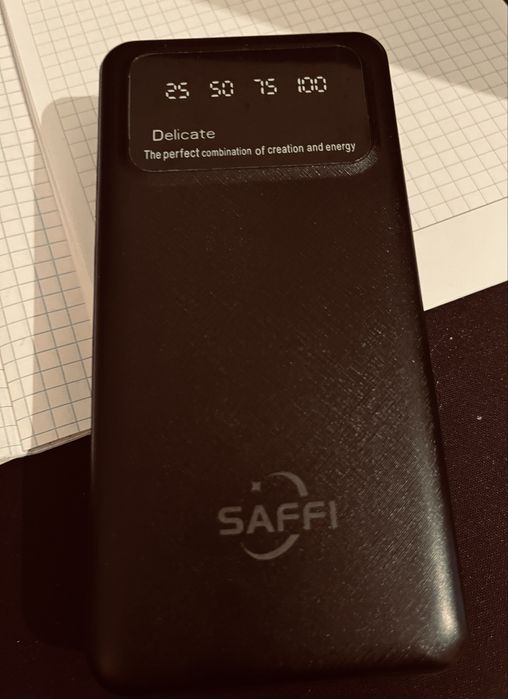 25 50 75 100
Delicate
The perfect combination of creation and energy
SAFFI